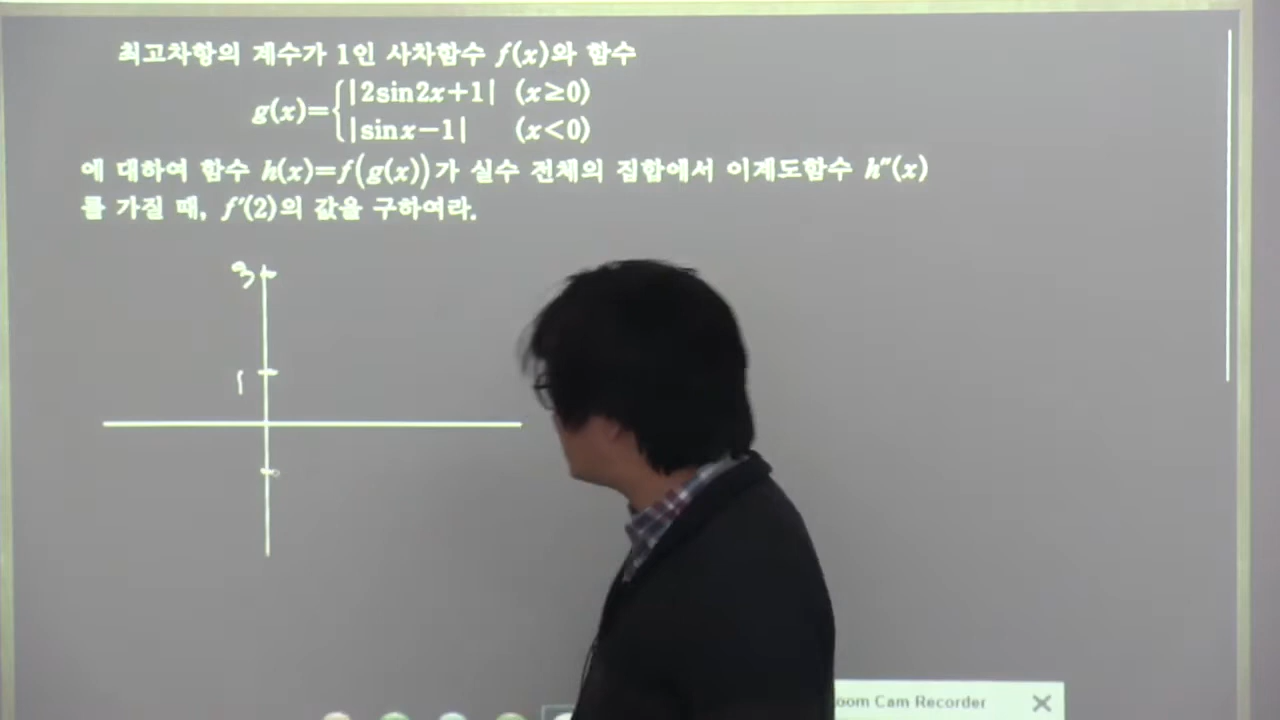 최고차항의 계수가 1인 사차함수 f(x)와 함수
g(x)={|2sin2x+1| (x≥0)
|sinx-1| (x<0)
에 대하여 함수 h(x)=f(g(x))가 실수 전체의 집합에서 이계도함수 h″(x)
를 가질 때, f′(2)의 값을 구하여라.
3
1
oom Cam Recorder